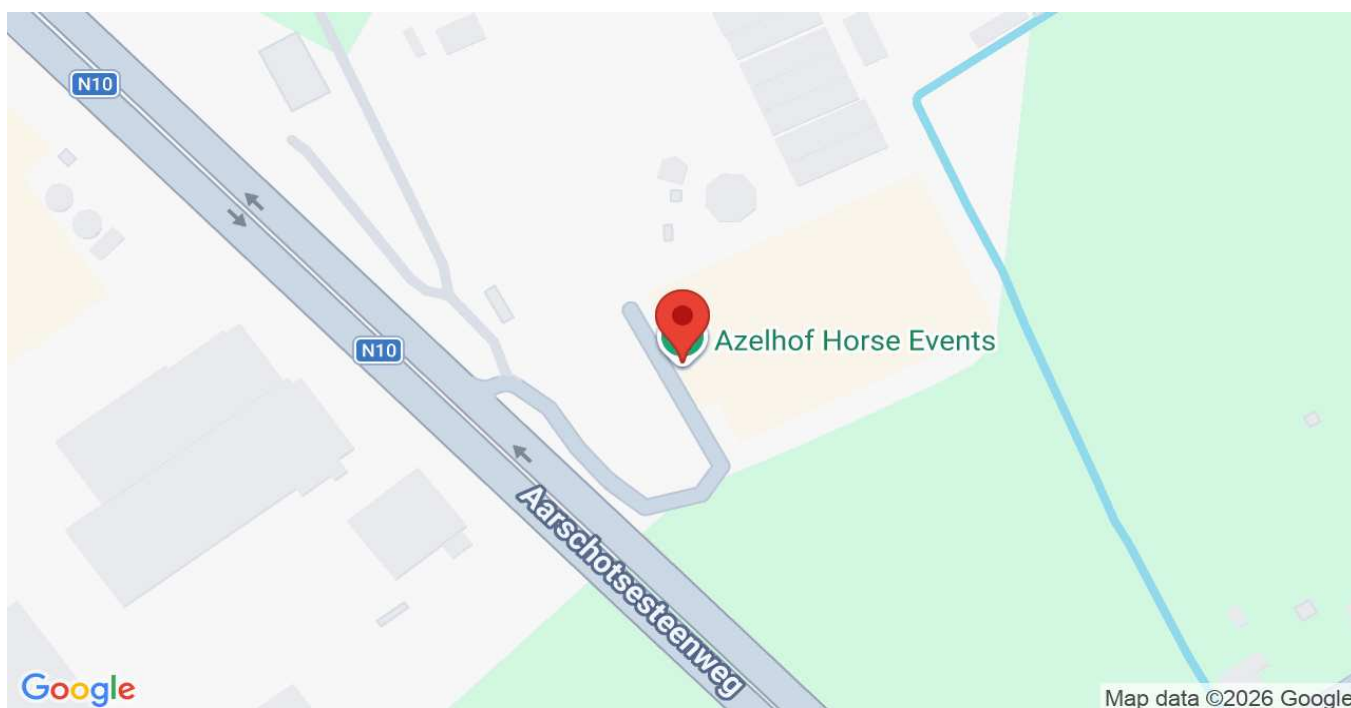 N10
N10
Azelhof Horse Events
Aarschotsesteenweg
Google
Map data ©2026 Google